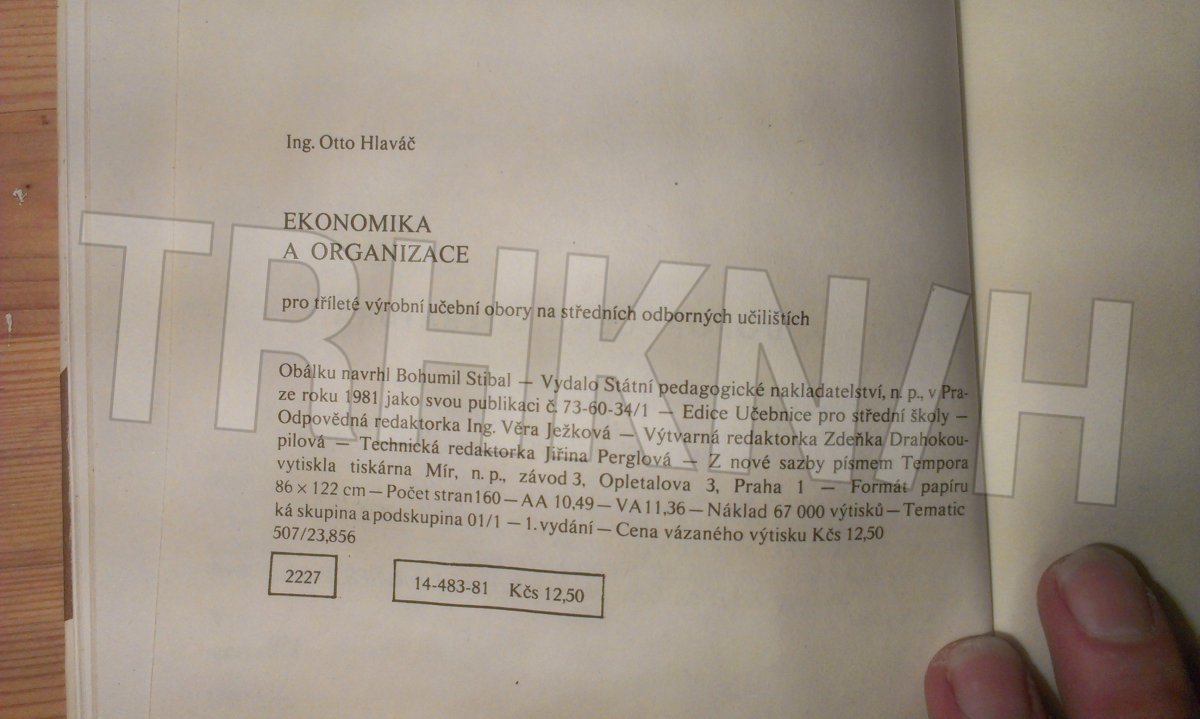 Ing. Otto Hlaváč
EKONOMIKA
A ORGANIZACE
pro tříleté výrobní učební obory na středních odborných učilištích
Obálku navrhl Bohumil Stibal — Vydalo Státní pedagogické nakladatelství, n. p., v Pra-
ze roku 1981 jako svou publikaci č. 73-60-34/1 — Edice Učebnice pro střední školy —
Odpovědná redaktorka Ing. Věra Ježková — Výtvarná redaktorka Zdeňka Drahokou-
pilová — Technická redaktorka Jiřina Perglová — Z nové sazby písmem Tempora
vytiskla tiskárna Mír, n. p., závod 3, Opletalova 3, Praha 1 — Formát papíru
86 × 122 cm — Počet stran 160 — AA 10,49 — VA 11,36 — Náklad 67 000 výtisků — Tematic
ká skupina a podskupina 01/1 — 1. vydání — Cena vázaného výtisku Kčs 12,50
507/23,856
2227
14-483-81 Kčs 12,50
TRHKNIH